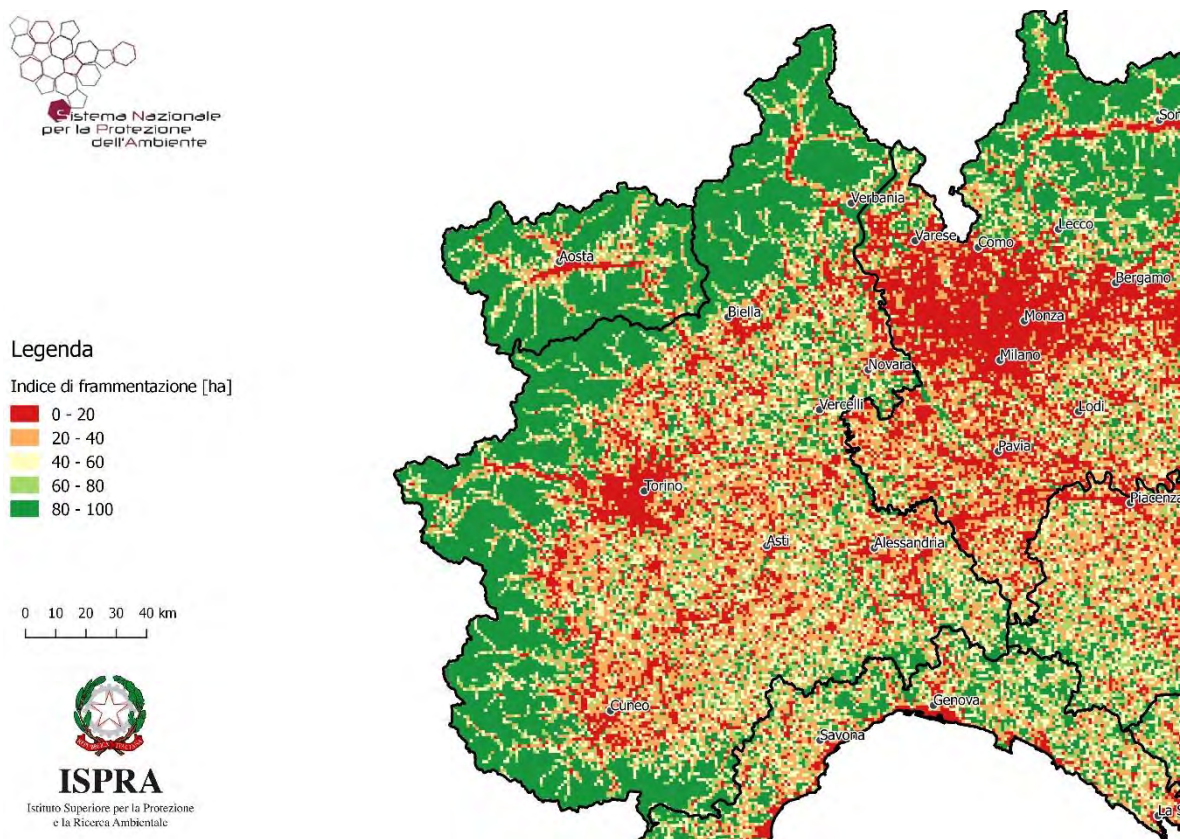 Sistema Nazionale
per la Protezione
dell'Ambiente
Legenda
Indice di frammentazione [ha]
0 - 20
20 - 40
40 - 60
60 - 80
80 - 100
0 10 20 30 40 km
ISPRA
Istituto Superiore per la Protezione
e la Ricerca Ambientale
Son
Verbania
Lecco
Varese
Como
Aosta
Bergamo
Biella
Monza
Milano
Novara
Vercelli
Lodi
Pavia
Torino
Piacenza
Asti
Alessandria
Cuneo
Genova
Savona
La S